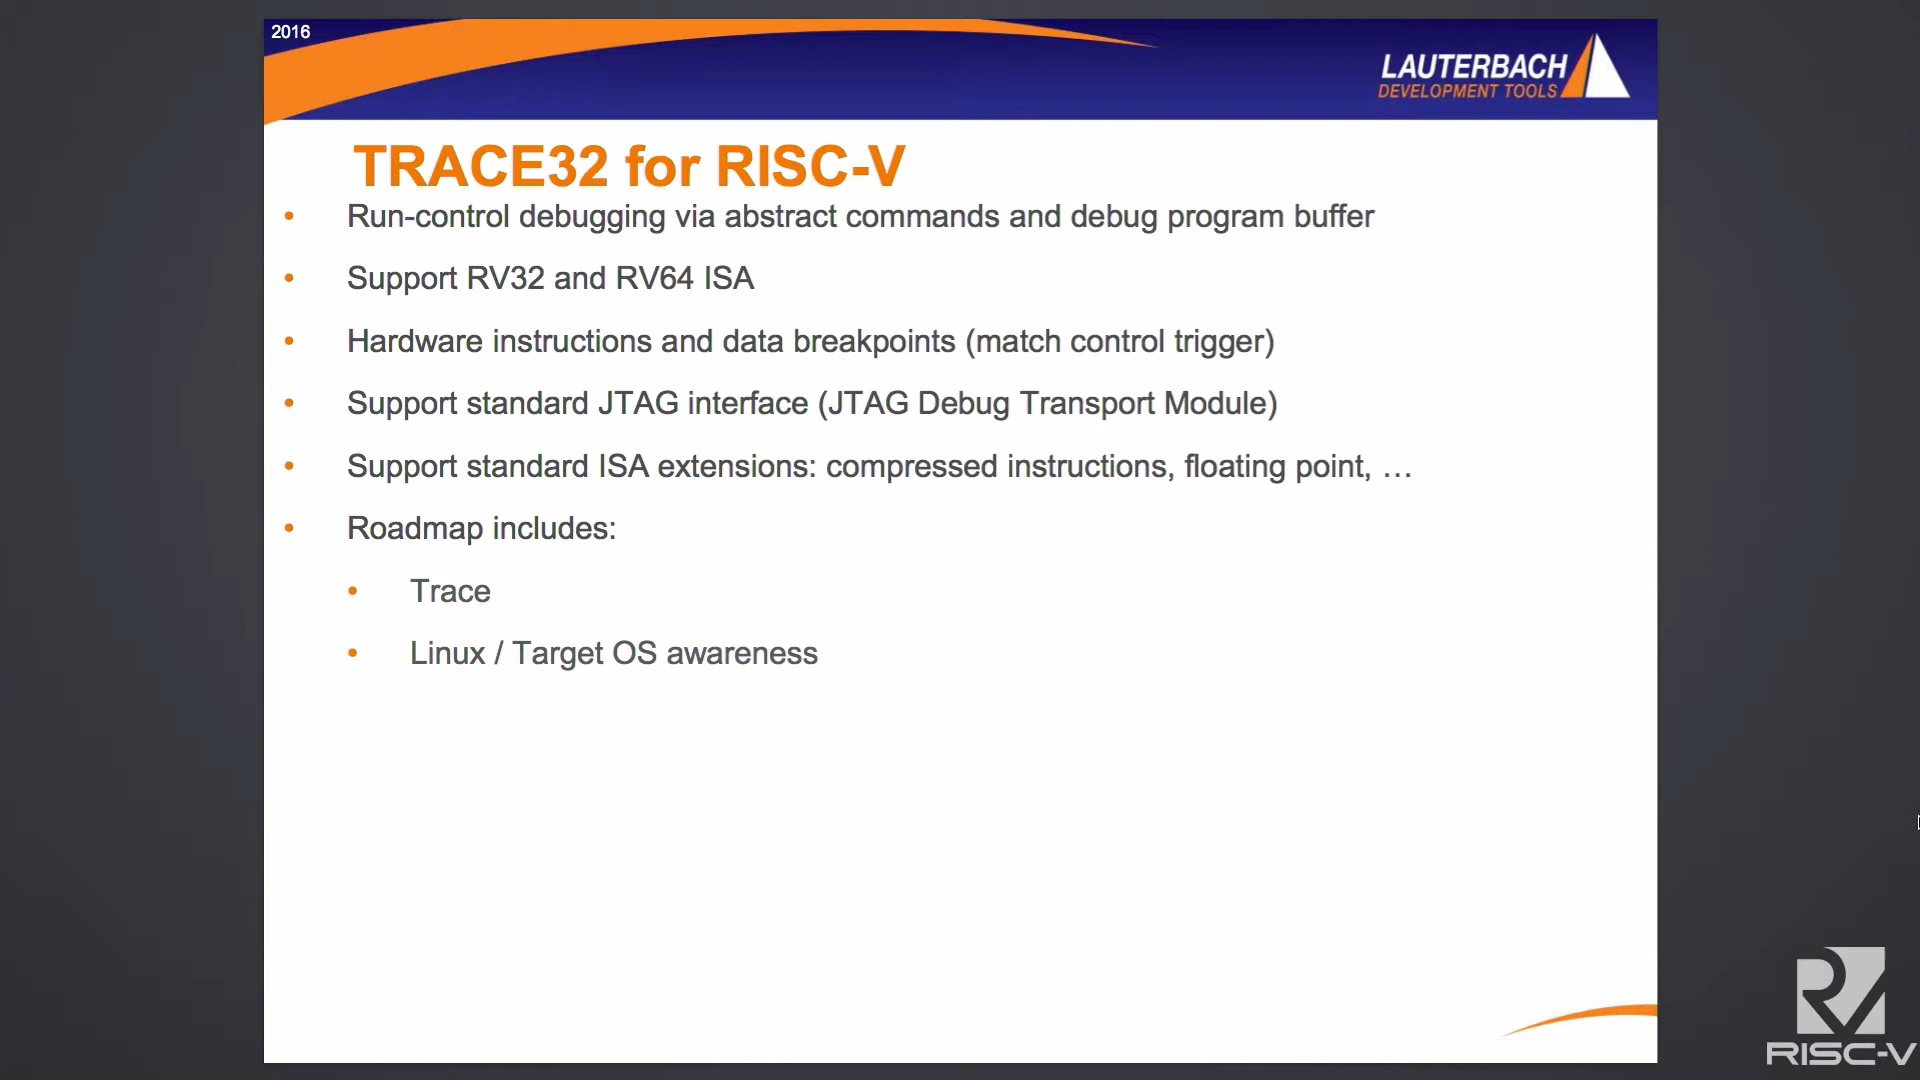 2016
LAUTERBACH
DEVELOPMENT TOOLS
TRACE32 for RISC-V
• Run-control debugging via abstract commands and debug program buffer
• Support RV32 and RV64 ISA
• Hardware instructions and data breakpoints (match control trigger)
• Support standard JTAG interface (JTAG Debug Transport Module)
• Support standard ISA extensions: compressed instructions, floating point, …
• Roadmap includes:
• Trace
• Linux / Target OS awareness
RISC-V